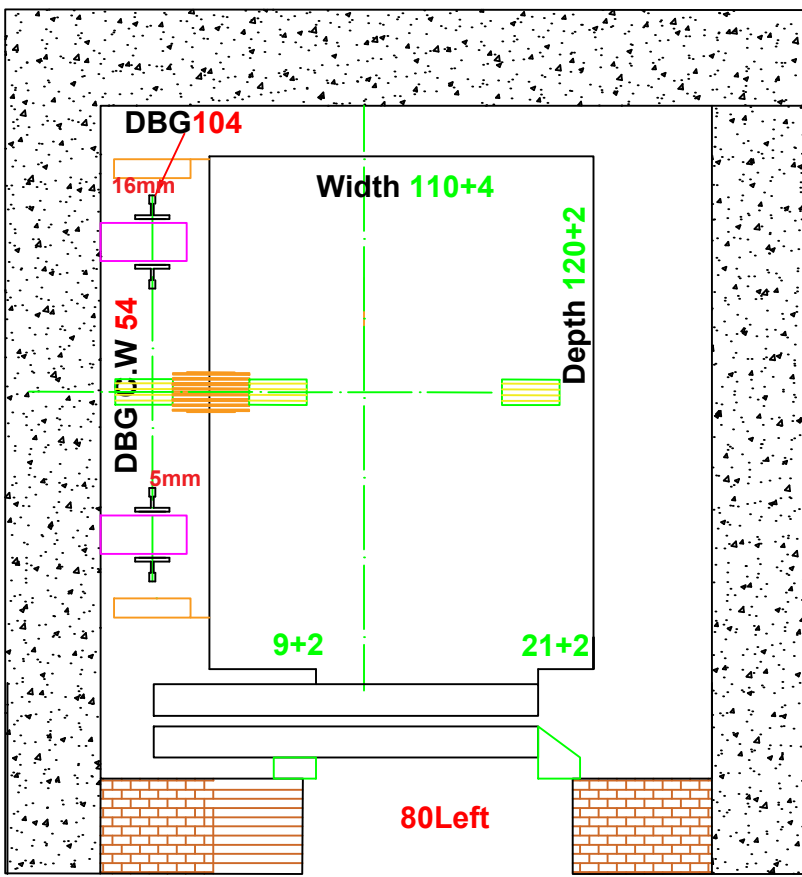 DBG104
16mm
Width 110+4
Depth 120+2
DBG C.W 54
5mm
9+2
21+2
80Left